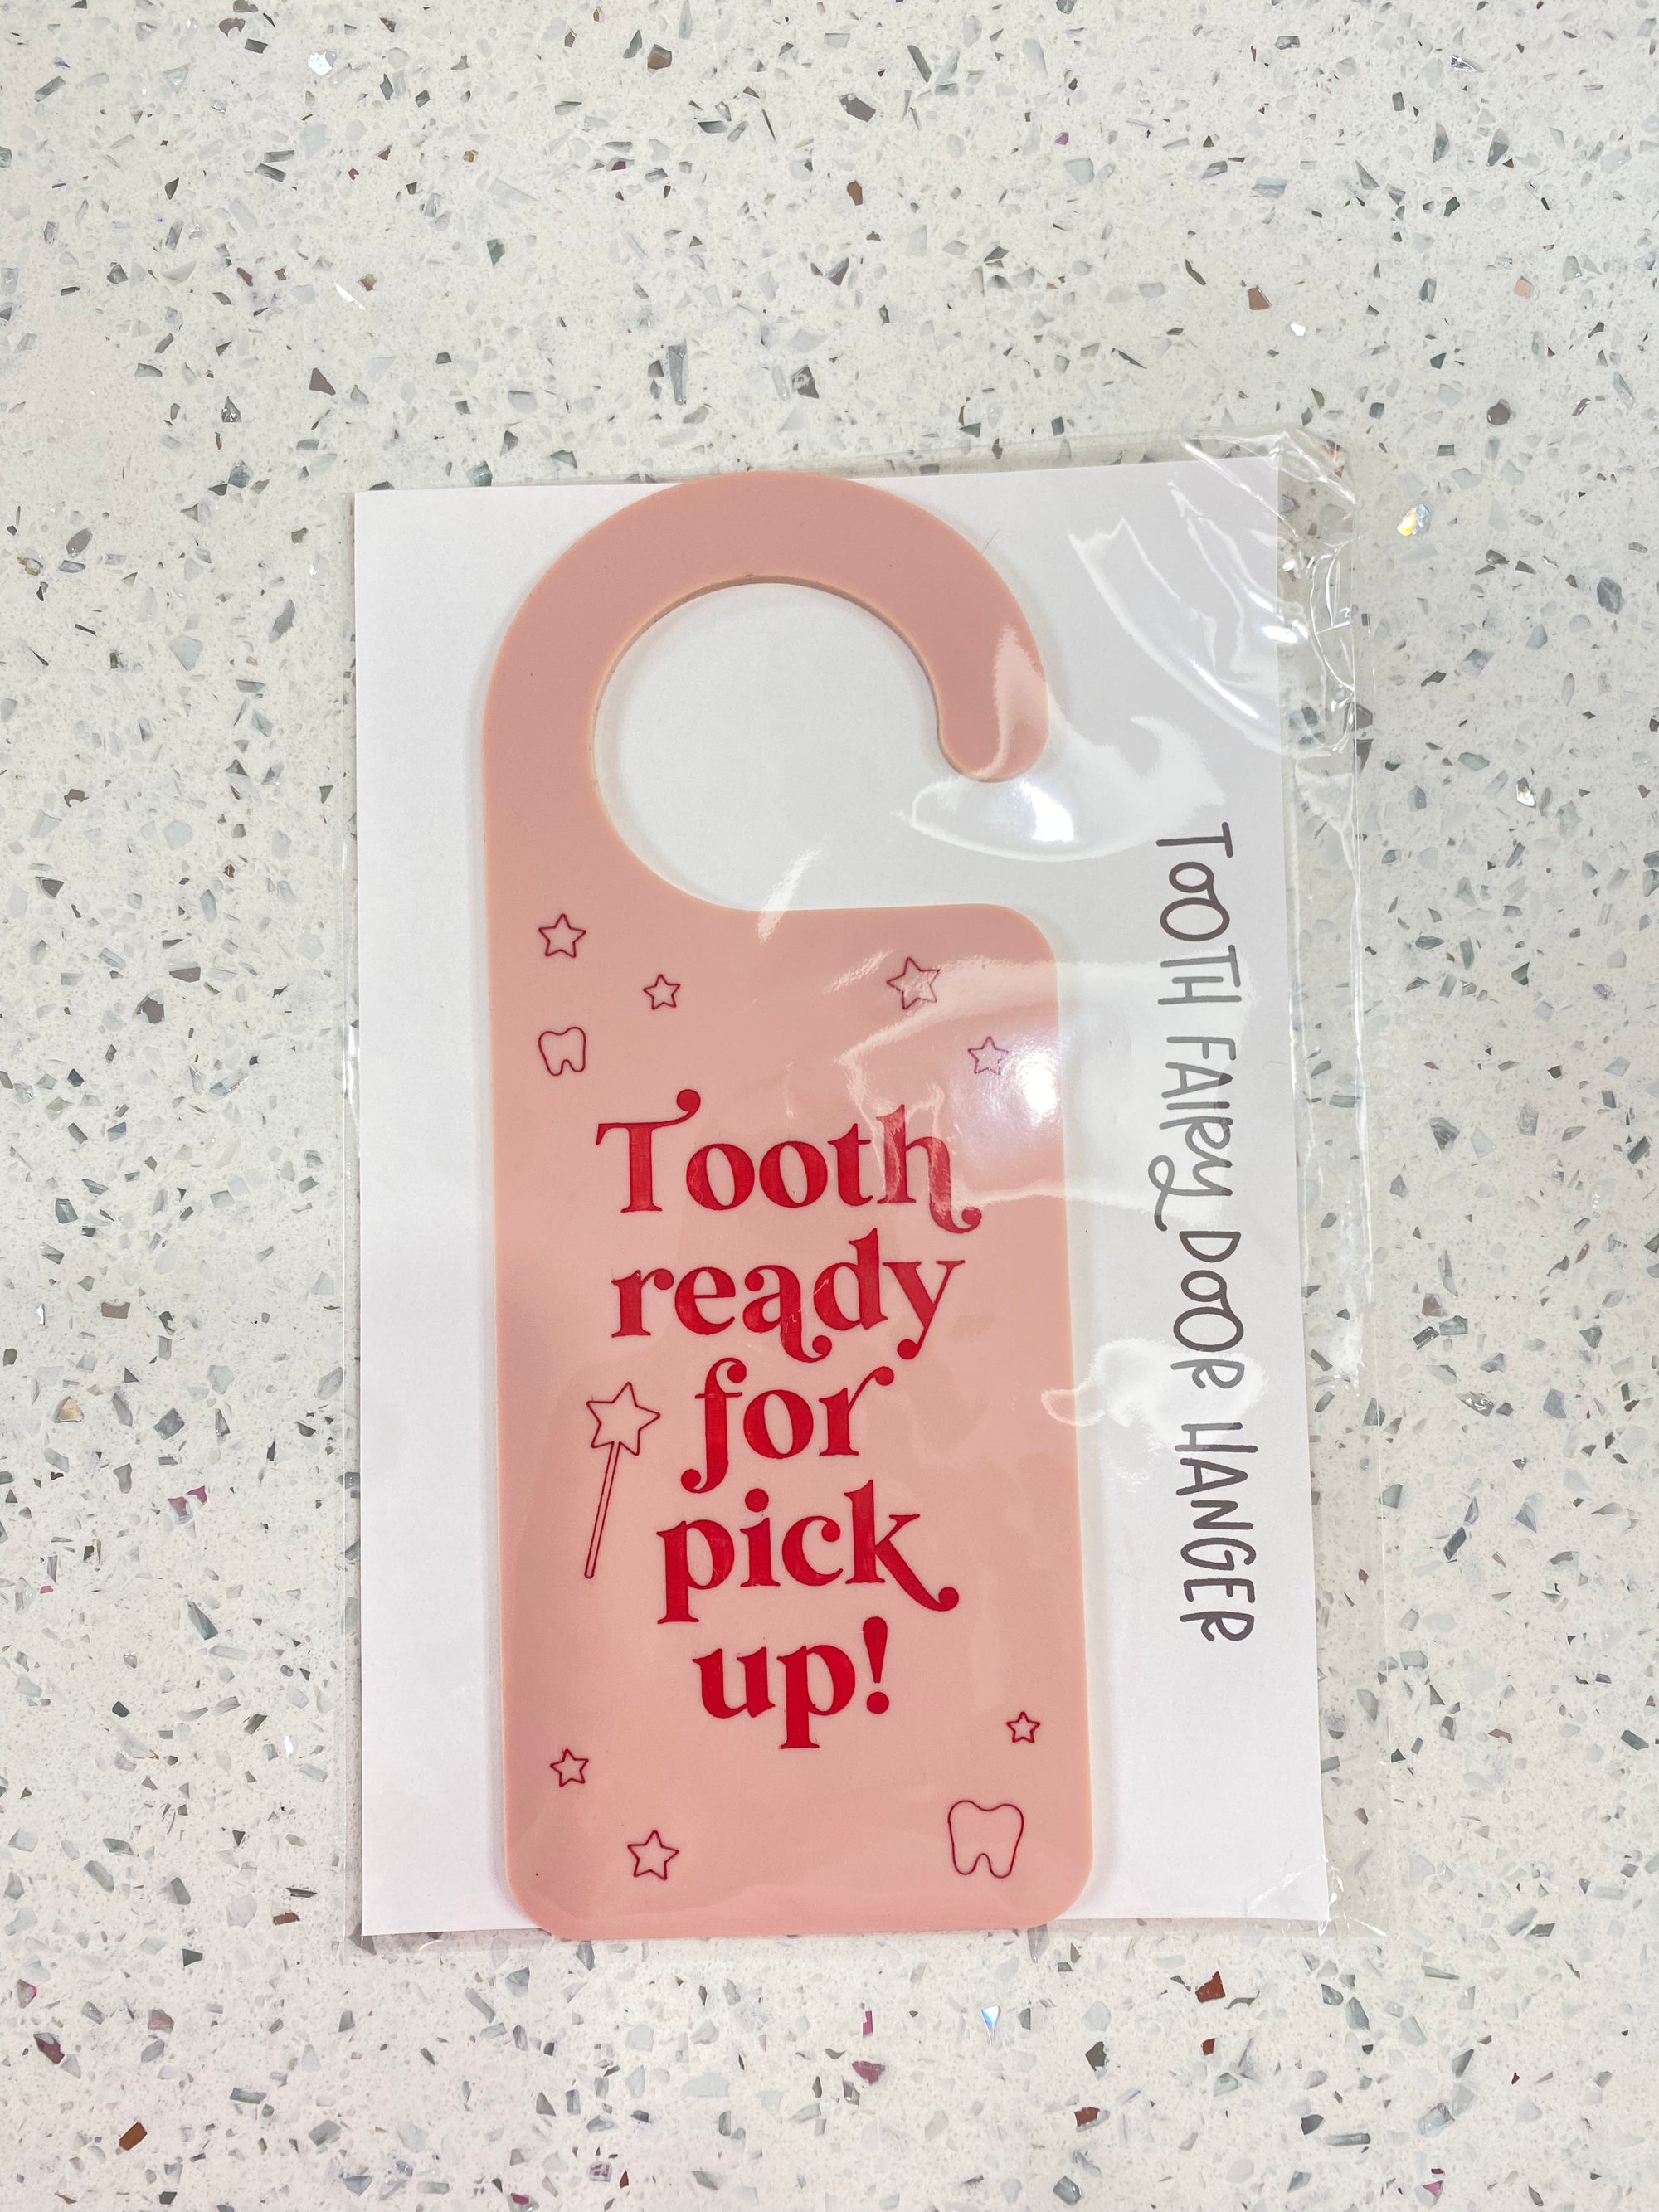 Tooth
ready
for
pick
up!
TOOTH FAIRY DOOR HANGER